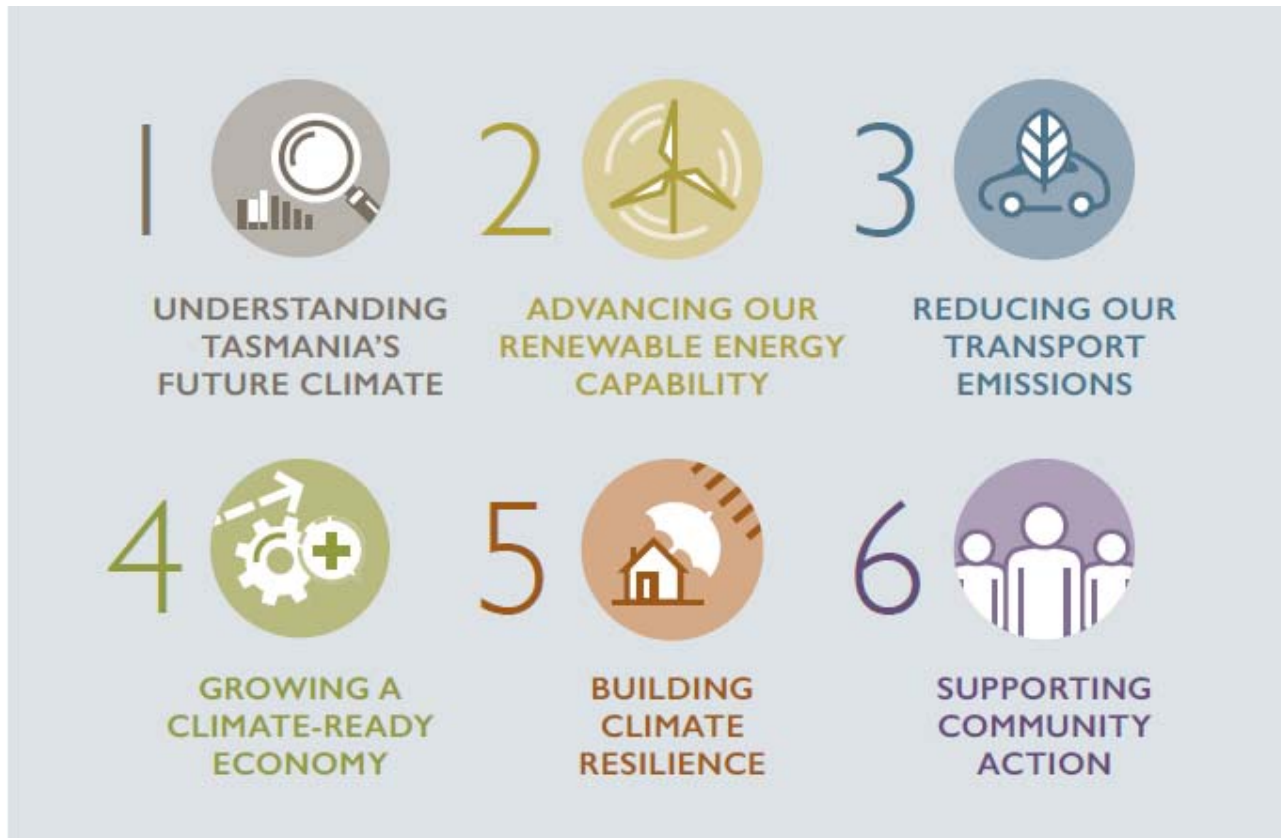 1
UNDERSTANDING
TASMANIA'S
FUTURE CLIMATE
2
ADVANCING OUR
RENEWABLE ENERGY
CAPABILITY
3
REDUCING OUR
TRANSPORT
EMISSIONS
4
GROWING A
CLIMATE-READY
ECONOMY
5
BUILDING
CLIMATE
RESILIENCE
6
SUPPORTING
COMMUNITY
ACTION